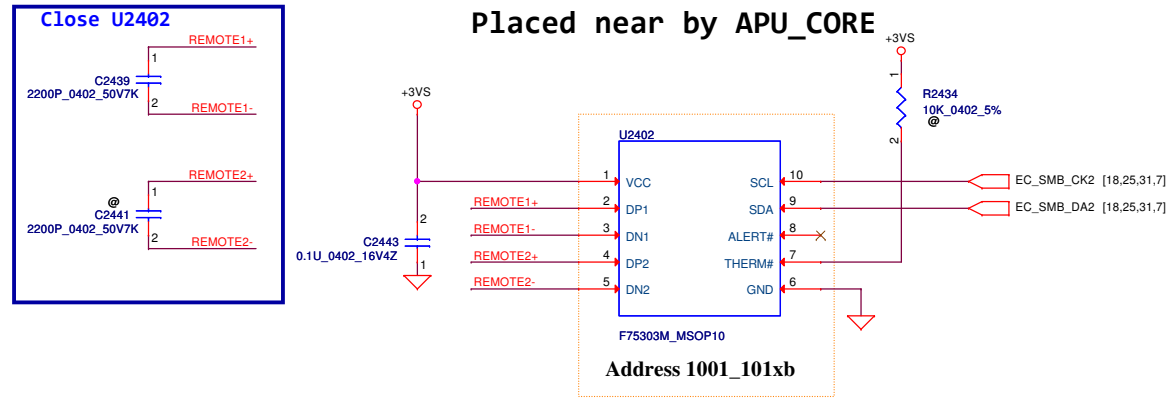 Close U2402
REMOTE1+
1
C2439
2200P_0402_50V7K
2
REMOTE1-
REMOTE2+
@
1
C2441
2200P_0402_50V7K
2
REMOTE2-
Placed near by APU_CORE
+3VS
+3VS
1
R2434
10K_0402_5%
@
2
2
C2443
0.1U_0402_16V4Z
1
U2402
1 VCC
REMOTE1+ 2 DP1
REMOTE1- 3 DN1
REMOTE2+ 4 DP2
REMOTE2- 5 DN2
SCL 10 EC_SMB_CK2 [18,25,31,7]
SDA 9 EC_SMB_DA2 [18,25,31,7]
ALERT# 8
THERM# 7
GND 6
F75303M_MSOP10
Address 1001_101xb